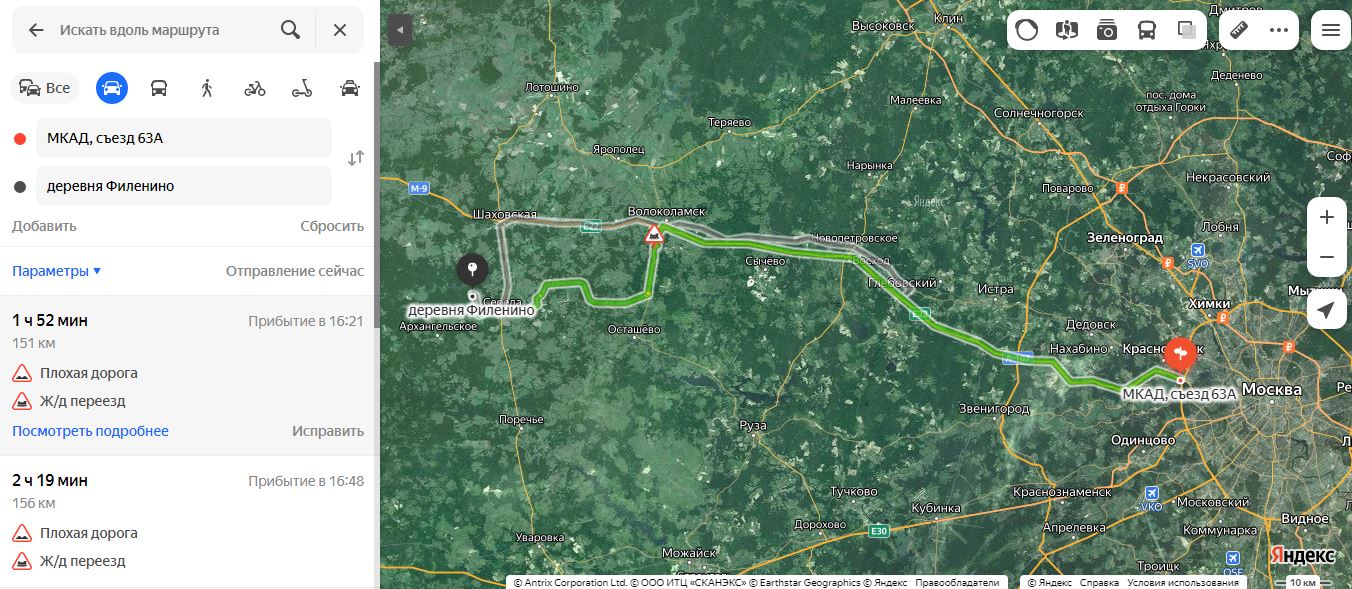 Искать вдоль маршрута
Все
МКАД, съезд 63А
деревня Филенино
Добавить
Сбросить
Параметры
Отправление сейчас
1 ч 52 мин
Прибытие в 16:21
151 км
Плохая дорога
Ж/д переезд
Посмотреть подробнее
Исправить
2 ч 19 мин
Прибытие в 16:48
156 км
Плохая дорога
Ж/д переезд
Высоковск
Клин
Деденево
Лотошино
пос. дома
отдыха Горки
Малеевка
Солнечногорск
Теряево
Ярополец
Нарынка
Некрасовский
Поварово
М-9
Яндекс
Шаховская
Волоколамск
Лобня
Новопетровское
Зеленоград
SVO
Сычево
Восход
Глебовский
Истра
Химки
деревня Филенино
Архангельское
Осташёво
Дедовск
Нахабино
МКАД, съезд 63А
Москва
Звенигород
Поречье
Руза
Одинцово
Тучково
Краснознаменск
VKO
Московский
Кубинка
Дорохово
E30
Апрелевка
Коммунарка
Видное
Уваровка
Можайск
Троицк
Яндекс
© Antrix Corporation Ltd. © ООО ИТЦ «СКАНЭКС» © Earthstar Geographics © Яндекс
Правообладатели
© Яндекс
Справка
Условия использования
10 км